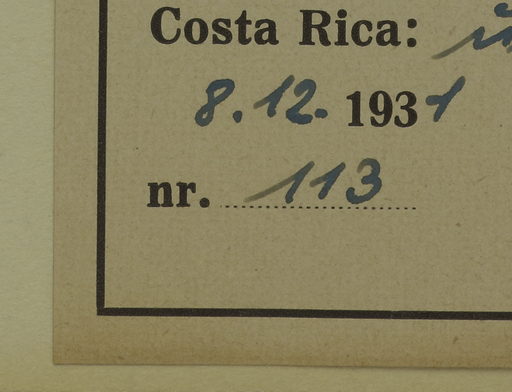 Costa Rica:
8.12. 1931
nr. 113